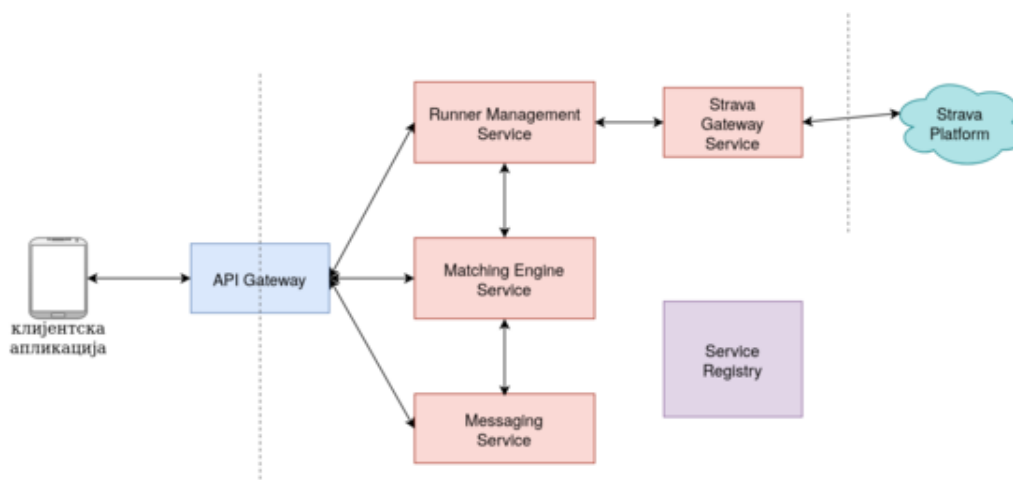 Runner Management
Service
Strava
Gateway
Service
Strava
Platform
клијентска
апликација
API Gateway
Matching Engine
Service
Service
Registry
Messaging
Service